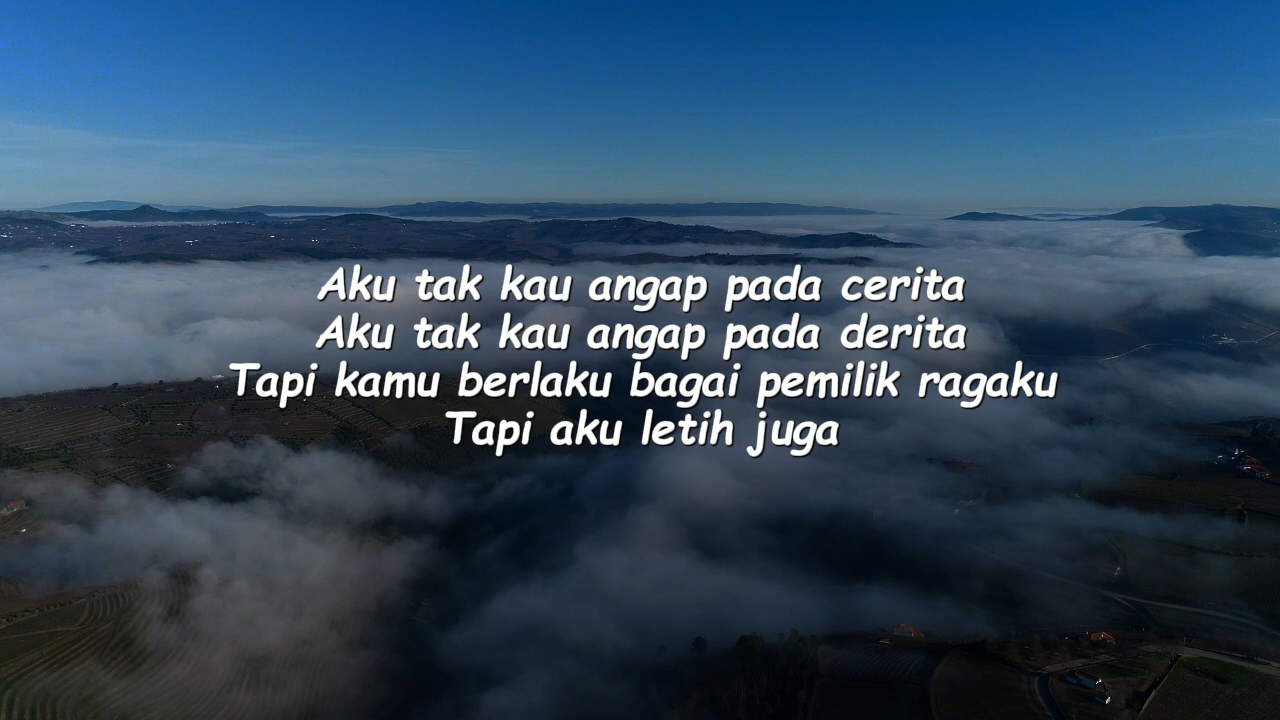 Aku tak kau angap pada cerita
Aku tak kau angap pada derita
Tapi kamu berlaku bagai pemilik ragaku
Tapi aku letih juga